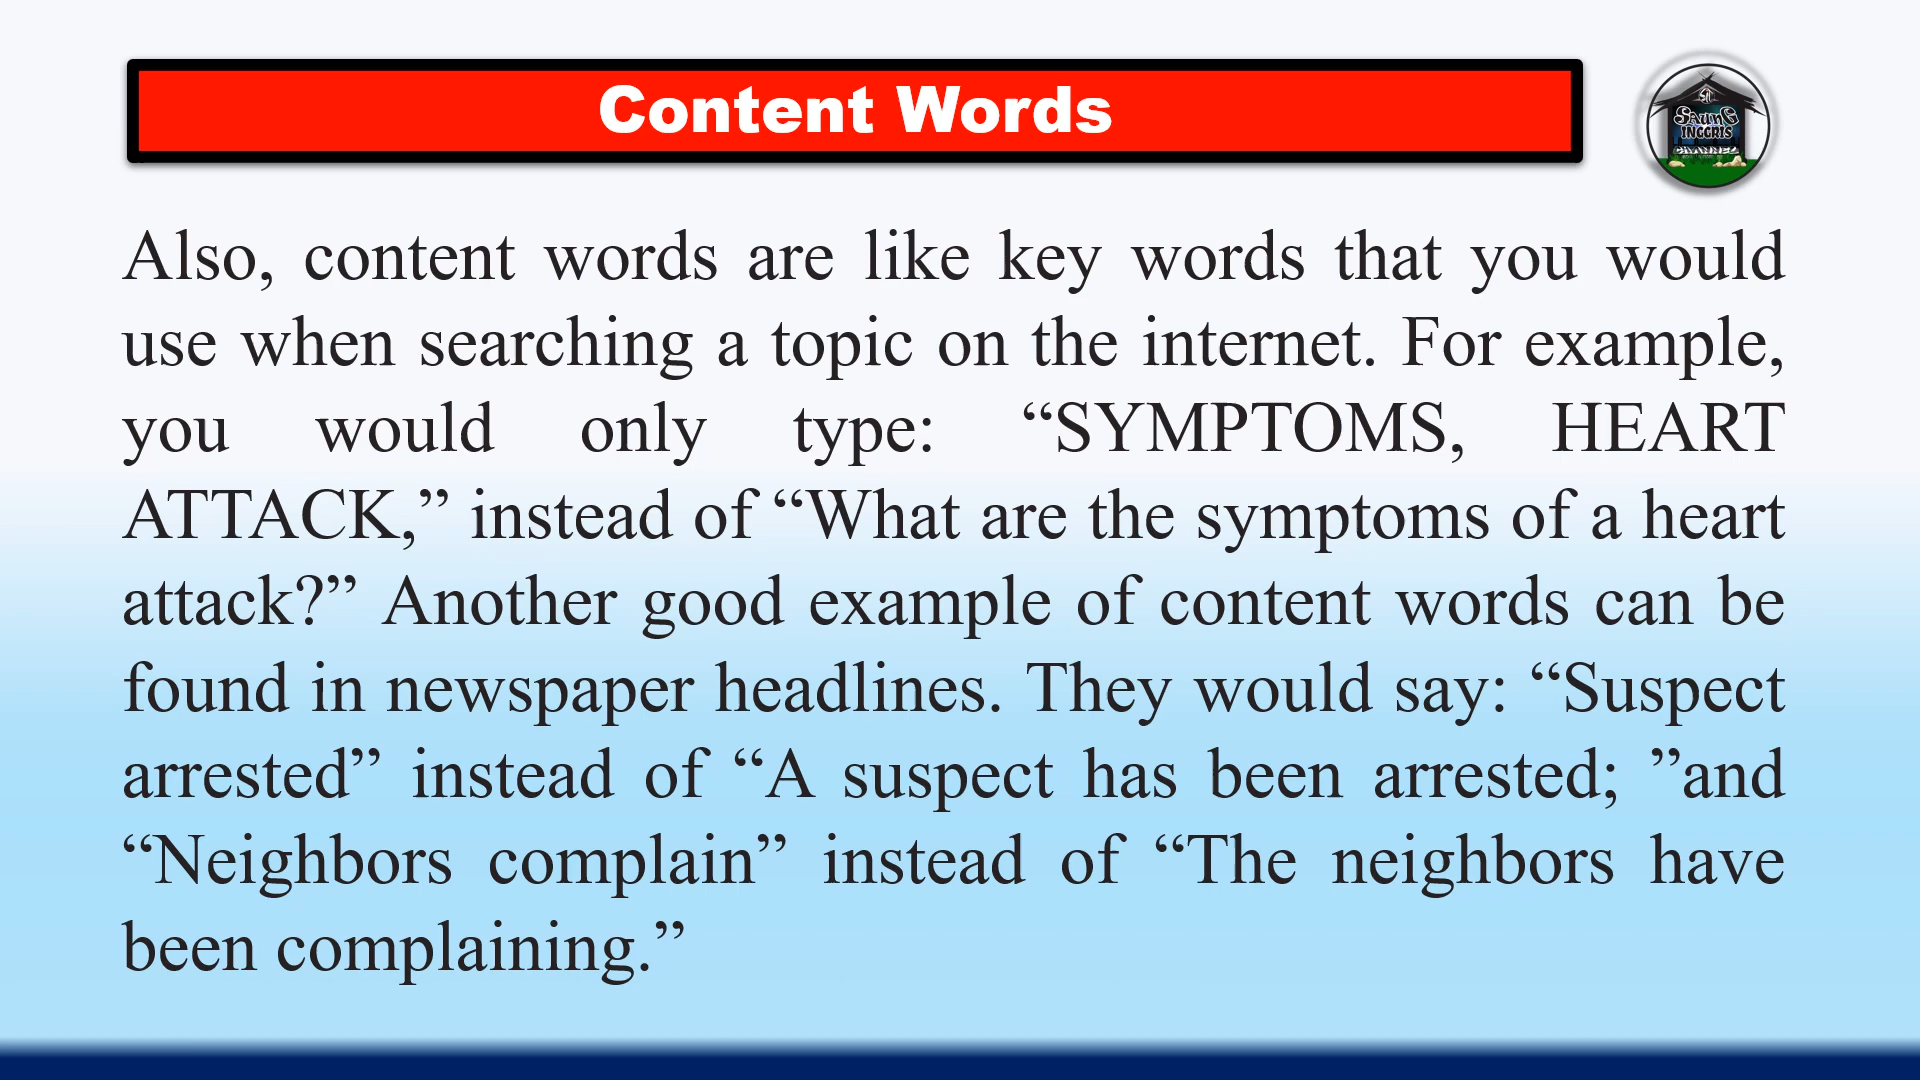 Content Words
SAUNG
INGGRIS
CHANNEL
Also, content words are like key words that you would
use when searching a topic on the internet. For example,
you would only type: “SYMPTOMS, HEART
ATTACK,” instead of “What are the symptoms of a heart
attack?” Another good example of content words can be
found in newspaper headlines. They would say: “Suspect
arrested” instead of “A suspect has been arrested; ”and
“Neighbors complain” instead of “The neighbors have
been complaining.”